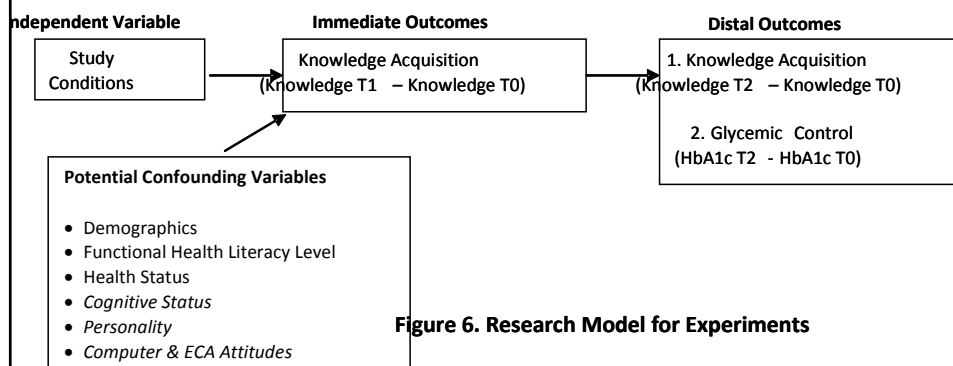 ndependent Variable
Immediate Outcomes
Distal Outcomes
Study
Conditions
Knowledge Acquisition
(Knowledge T1 – Knowledge T0)
1. Knowledge Acquisition
(Knowledge T2 – Knowledge T0)
2. Glycemic Control
(HbA1c T2 - HbA1c T0)
Potential Confounding Variables
• Demographics
• Functional Health Literacy Level
• Health Status
• Cognitive Status
• Personality
• Computer & ECA Attitudes
Figure 6. Research Model for Experiments